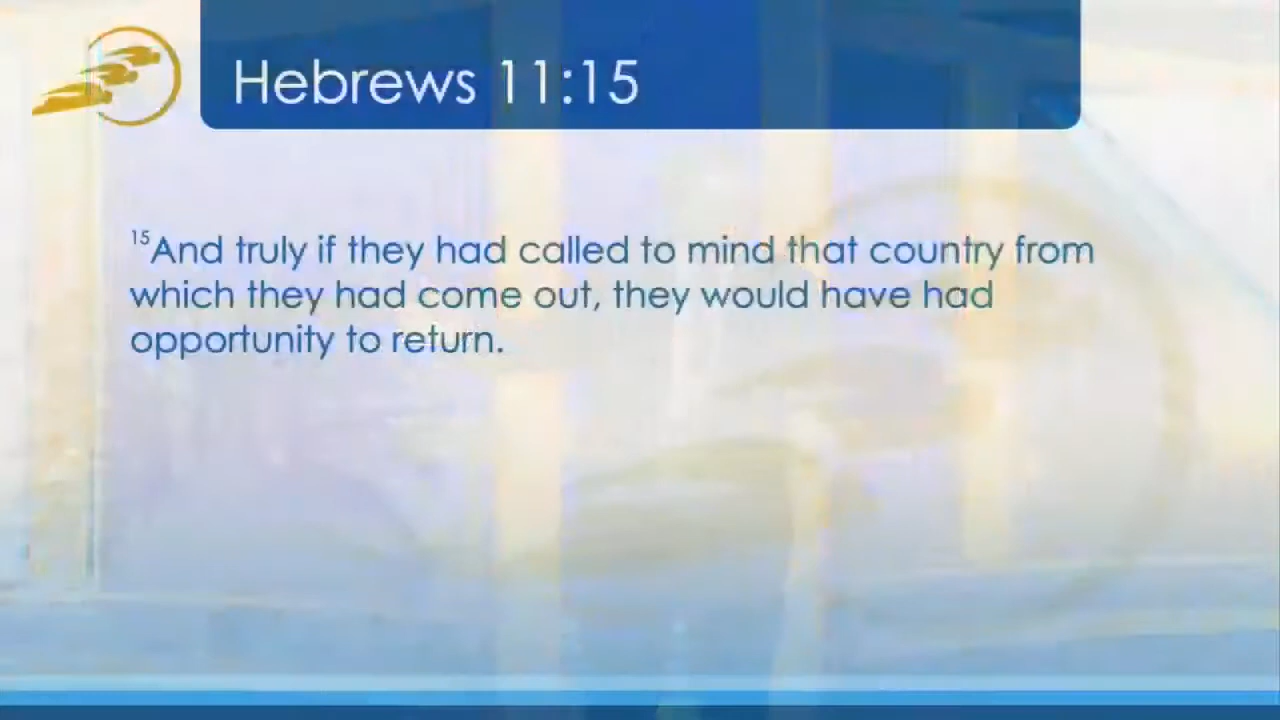 Hebrews 11:15
15And truly if they had called to mind that country from
which they had come out, they would have had
opportunity to return.